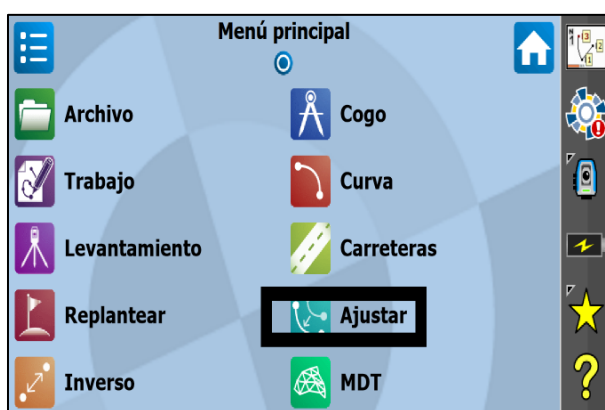 Menú principal
Archivo
Cogo
Trabajo
Curva
Levantamiento
Carreteras
Replantear
Ajustar
Inverso
MDT